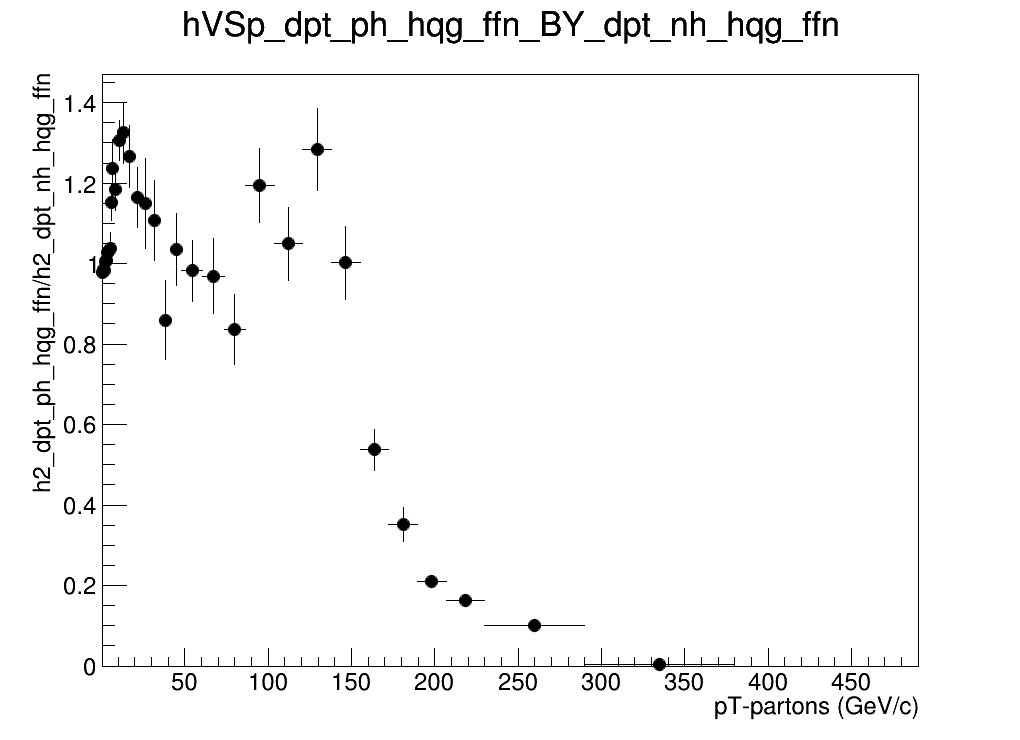 hVSp_dpt_ph_hqg_ffn_BY_dpt_nh_hqg_ffn
h2_dpt_ph_hqg_ffn/h2_dpt_nh_hqg_ffn
1.4
1.2
1
0.8
0.6
0.4
0.2
0
50 100 150 200 250 300 350 400 450
pT-partons (GeV/c)